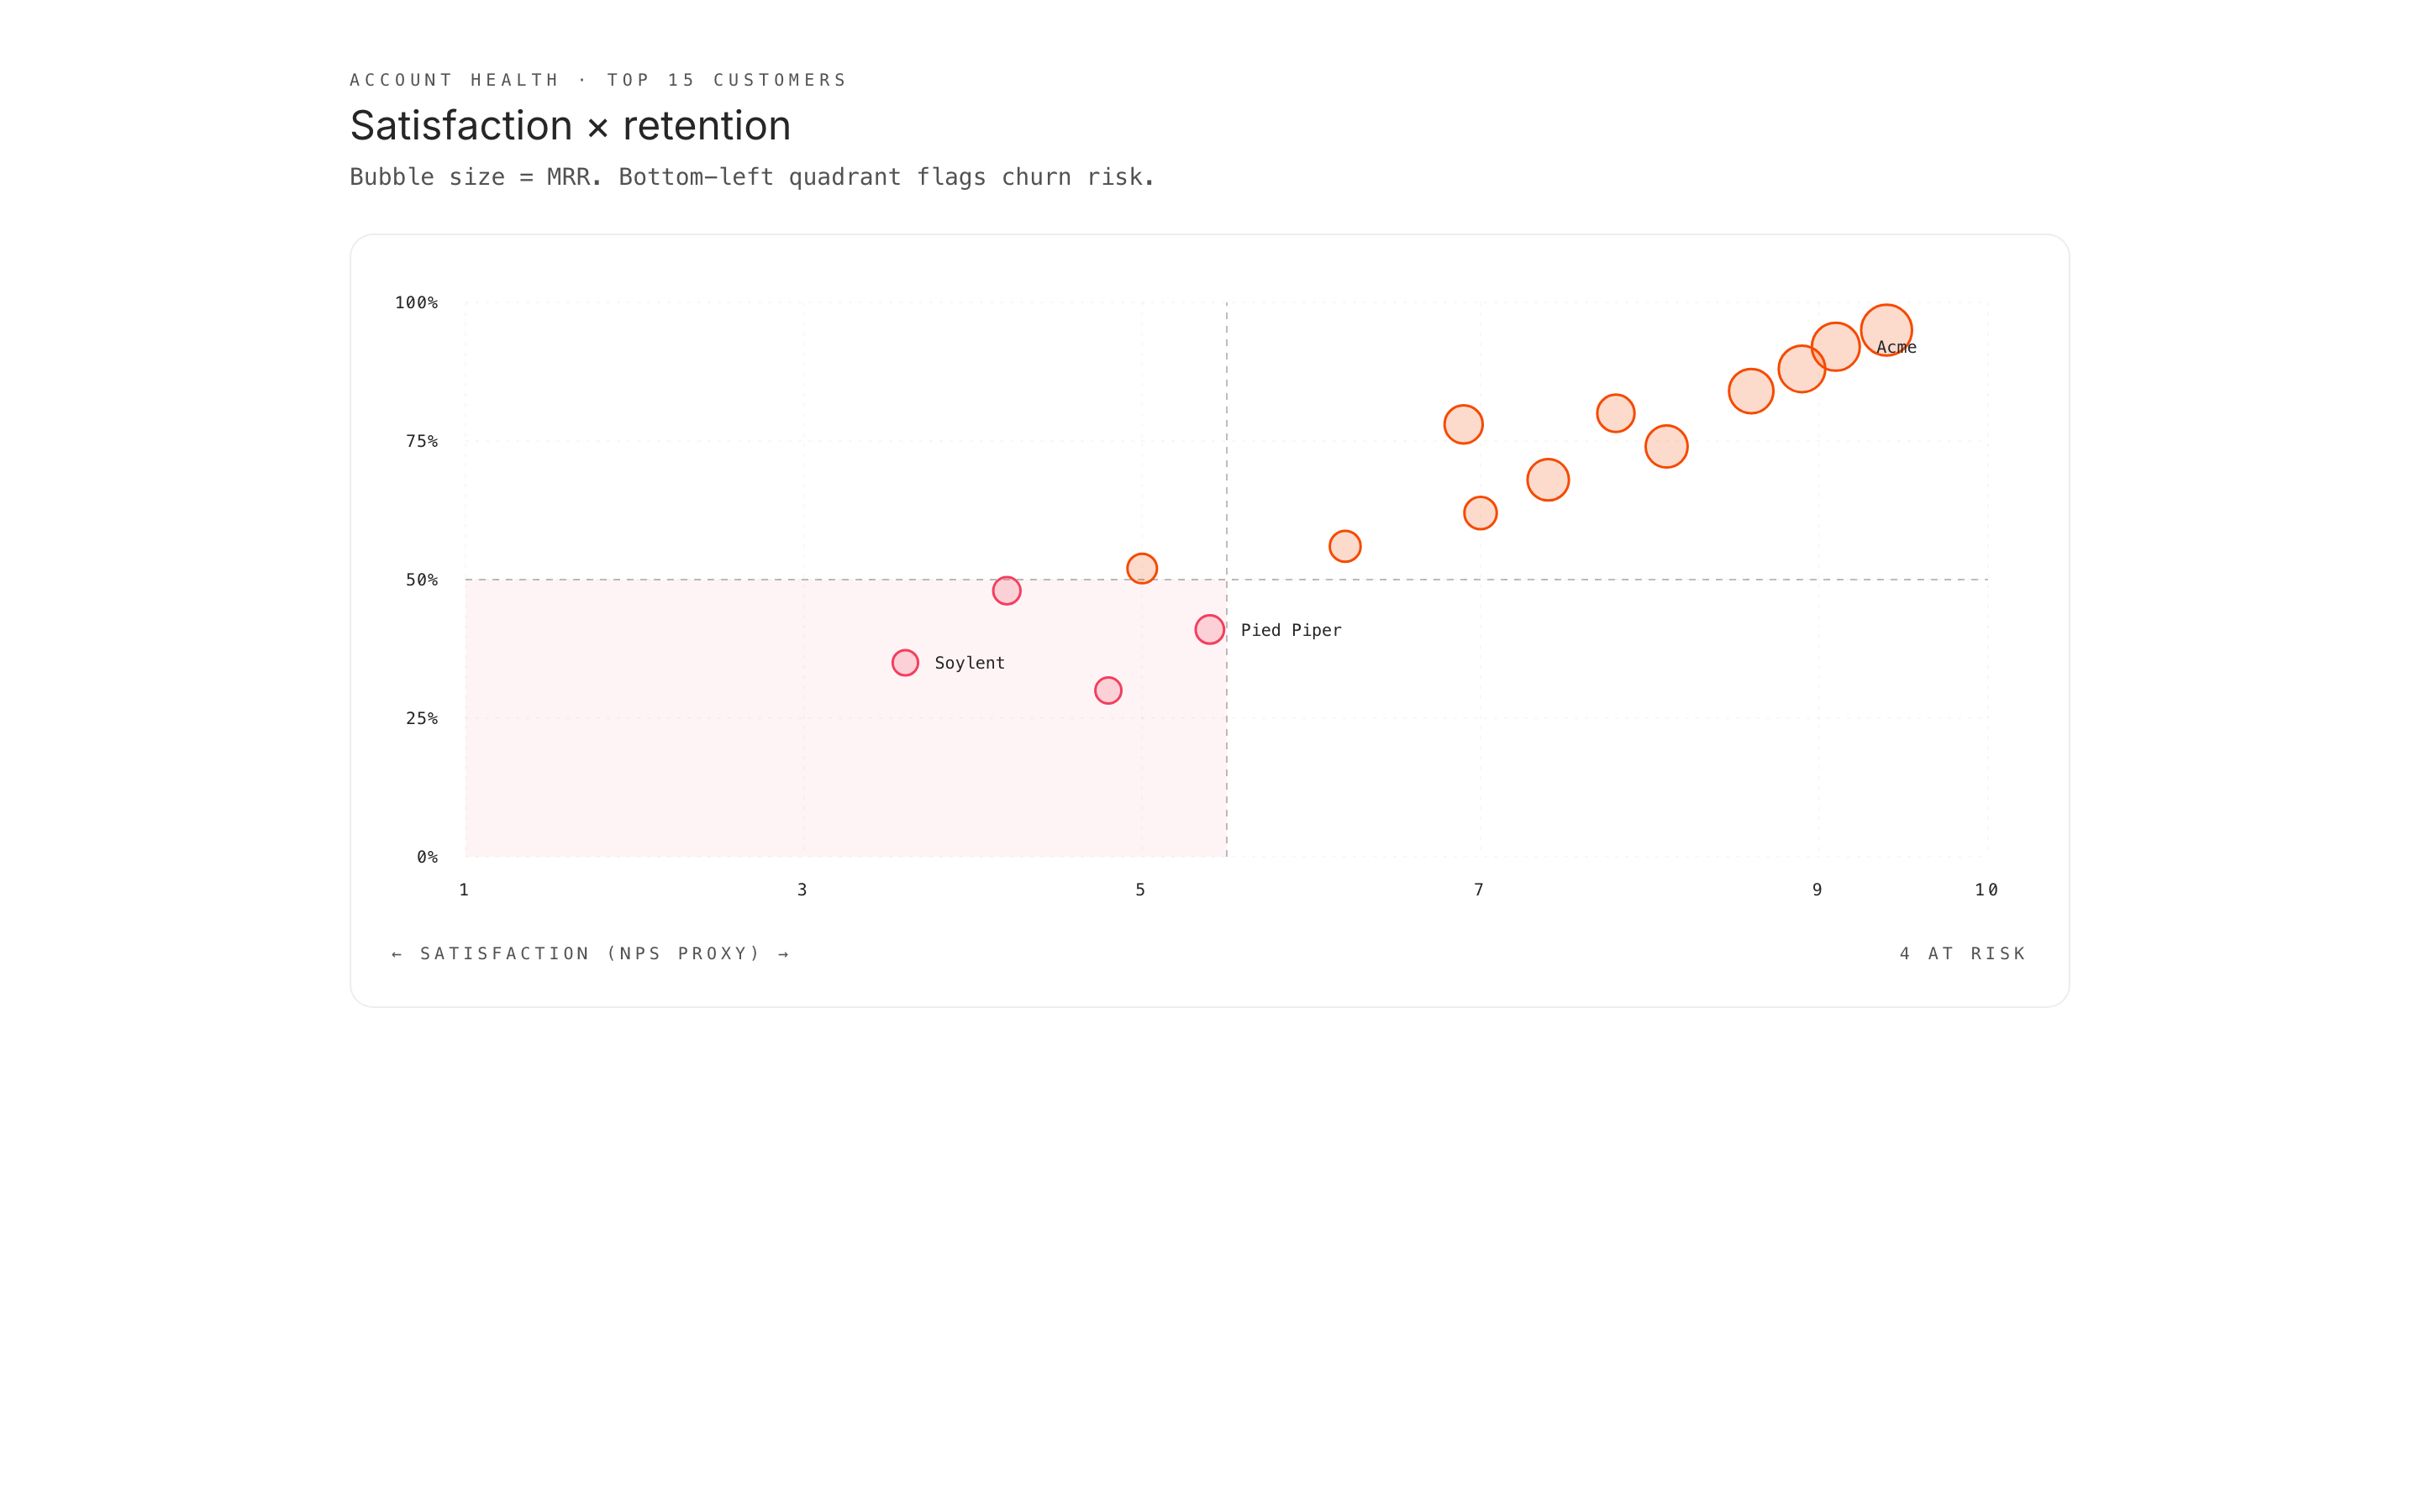 ACCOUNT HEALTH · TOP 15 CUSTOMERS
Satisfaction × retention
Bubble size = MRR. Bottom–left quadrant flags churn risk.
100%
Acme
75%
50%
Pied Piper
Soylent
25%
0%
1 3 5 7 9 10
← SATISFACTION (NPS PROXY) → 4 AT RISK